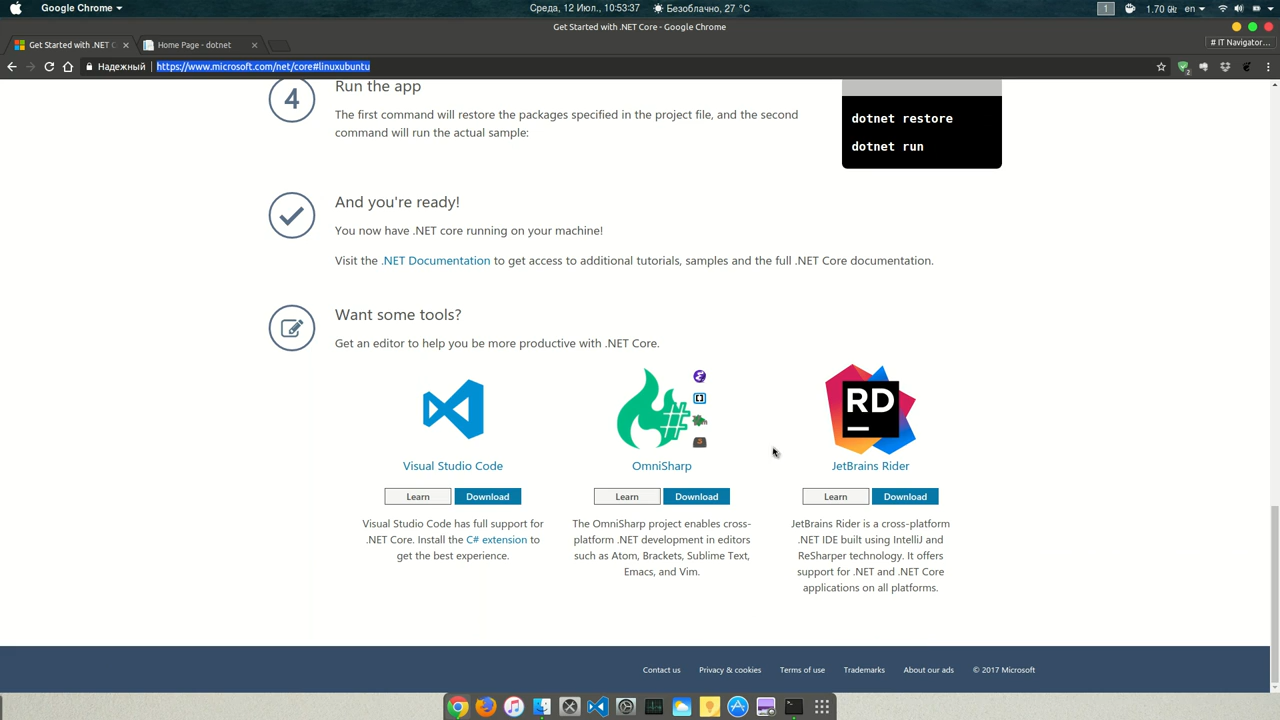 Google Chrome
Среда, 12 Июл., 10:53:37
Безоблачно, 27 °C
1
1.70 GHz
en
Get Started with .NET Core - Google Chrome
Get Started with .NET C
Home Page - dotnet
# IT Navigator...
Надежный
https://www.microsoft.com/net/core#linuxubuntu
4
Run the app
The first command will restore the packages specified in the project file, and the second
command will run the actual sample:
dotnet restore
dotnet run
And you're ready!
You now have .NET core running on your machine!
Visit the .NET Documentation to get access to additional tutorials, samples and the full .NET Core documentation.
Want some tools?
Get an editor to help you be more productive with .NET Core.
Visual Studio Code
Learn
Download
Visual Studio Code has full support for
.NET Core. Install the C# extension to
get the best experience.
#
OmniSharp
Learn
Download
The OmniSharp project enables cross-
platform .NET development in editors
such as Atom, Brackets, Sublime Text,
Emacs, and Vim.
RD
JetBrains Rider
Learn
Download
JetBrains Rider is a cross-platform
.NET IDE built using IntelliJ and
ReSharper technology. It offers
support for .NET and .NET Core
applications on all platforms.
Contact us
Privacy & cookies
Terms of use
Trademarks
About our ads
© 2017 Microsoft